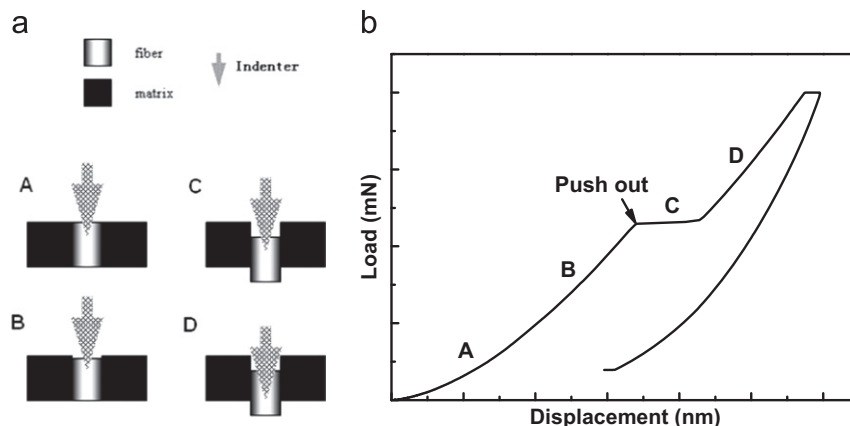 a
fiber
matrix
Indenter
A
C
B
D
b
Load (mN)
Push out
A
B
C
D
Displacement (nm)